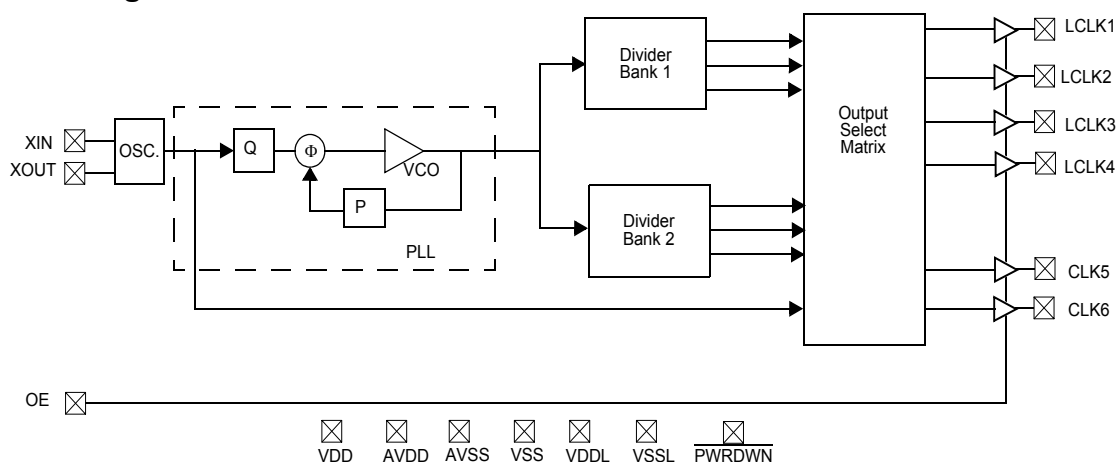 XIN
XOUT
OSC.
Q
Φ
VCO
P
PLL
Divider
Bank 1
Divider
Bank 2
Output
Select
Matrix
LCLK1
LCLK2
LCLK3
LCLK4
CLK5
CLK6
OE
VDD AVDD AVSS VSS VDDL VSSL PWRDWN